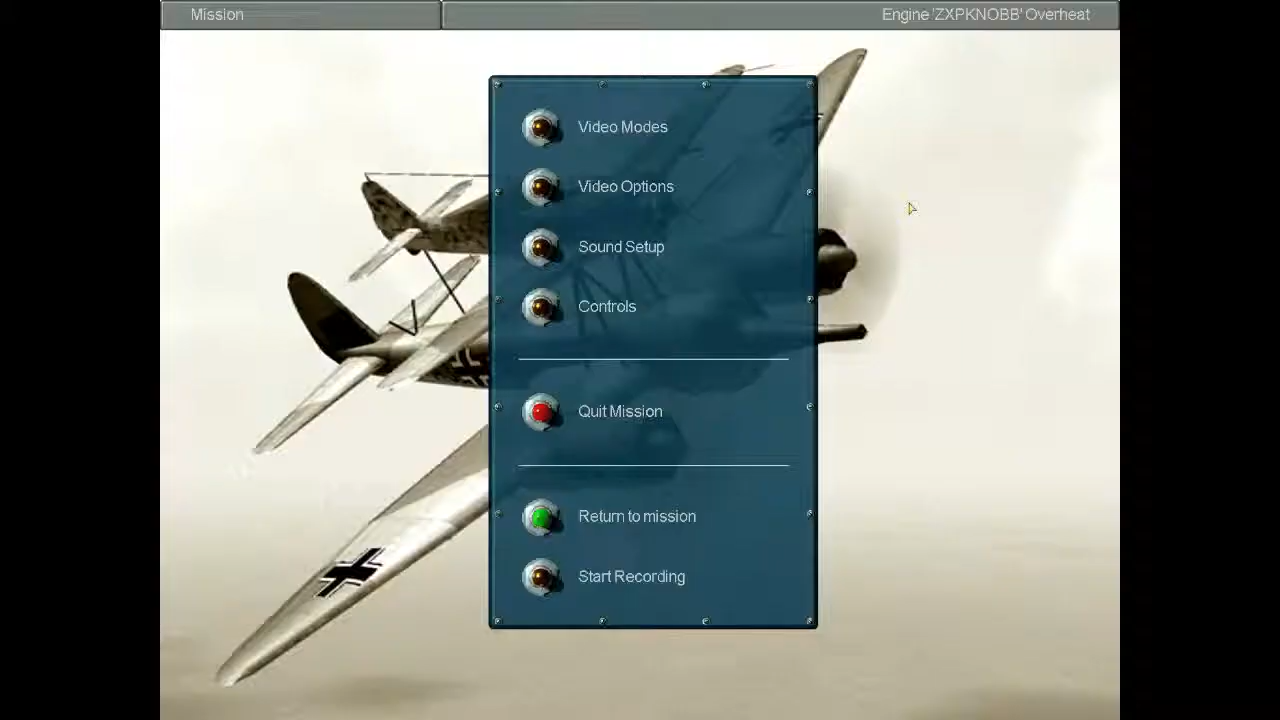 Mission
Engine 'ZXPKNOBB' Overheat
Video Modes
Video Options
Sound Setup
Controls
Quit Mission
Return to mission
Start Recording